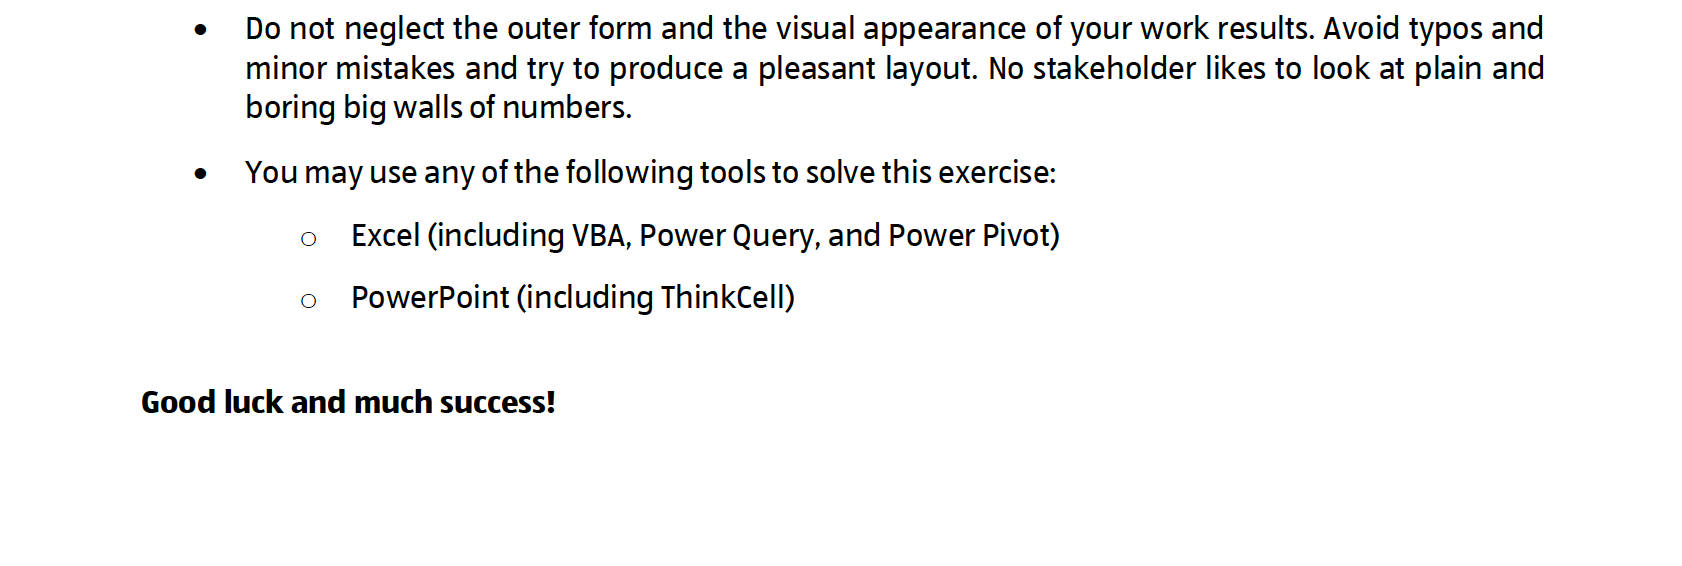 • Do not neglect the outer form and the visual appearance of your work results. Avoid typos and
minor mistakes and try to produce a pleasant layout. No stakeholder likes to look at plain and
boring big walls of numbers.
• You may use any of the following tools to solve this exercise:
○ Excel (including VBA, Power Query, and Power Pivot)
○ PowerPoint (including ThinkCell)
Good luck and much success!